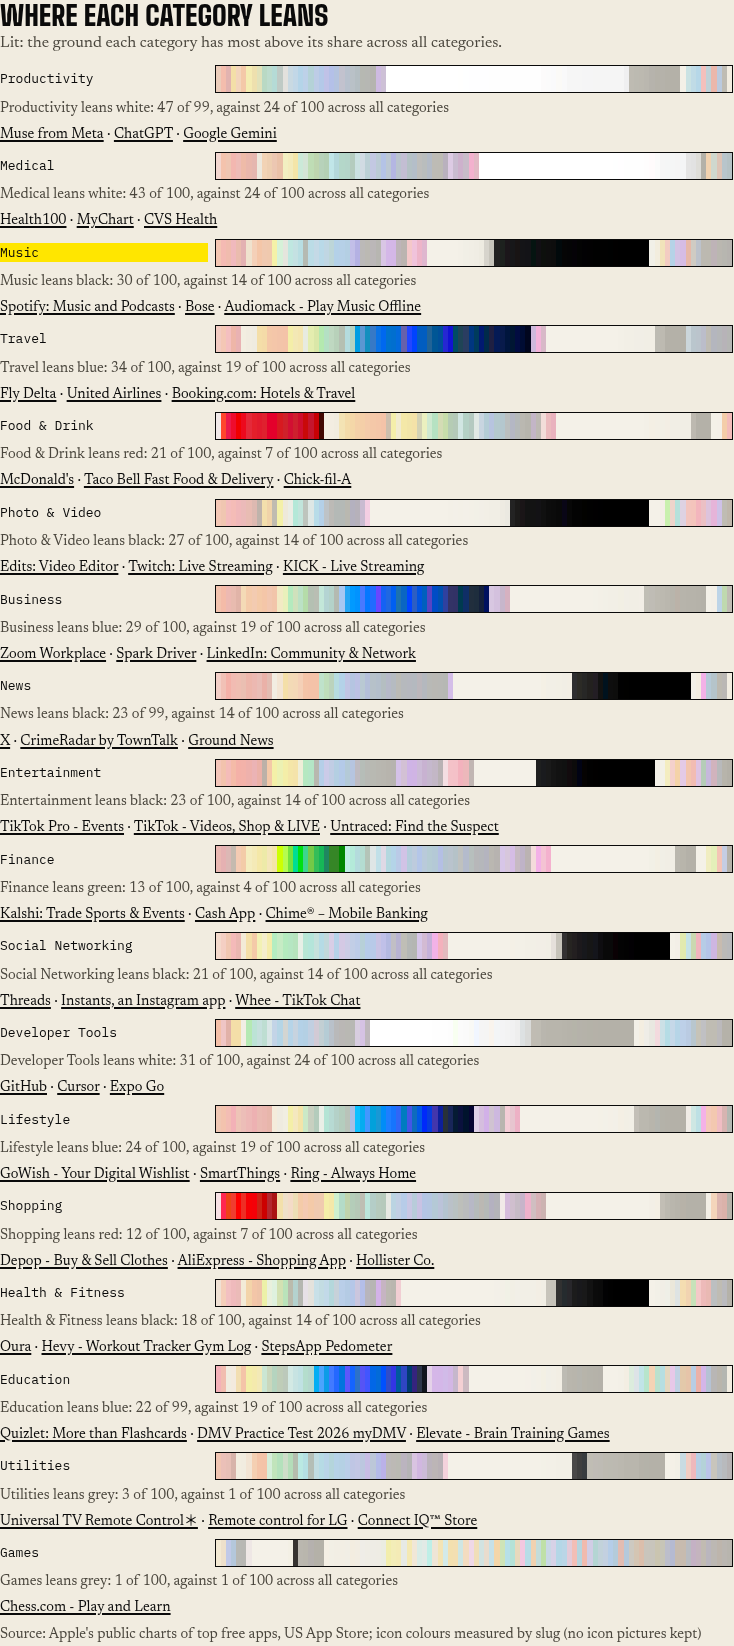 WHERE EACH CATEGORY LEANS
Lit: the ground each category has most above its share across all categories.
Productivity
Productivity leans white: 47 of 99, against 24 of 100 across all categories
Muse from Meta · ChatGPT · Google Gemini
Medical
Medical leans white: 43 of 100, against 24 of 100 across all categories
Health100 · MyChart · CVS Health
Music
Music leans black: 30 of 100, against 14 of 100 across all categories
Spotify: Music and Podcasts · Bose · Audiomack - Play Music Offline
Travel
Travel leans blue: 34 of 100, against 19 of 100 across all categories
Fly Delta · United Airlines · Booking.com: Hotels & Travel
Food & Drink
Food & Drink leans red: 21 of 100, against 7 of 100 across all categories
McDonald's · Taco Bell Fast Food & Delivery · Chick-fil-A
Photo & Video
Photo & Video leans black: 27 of 100, against 14 of 100 across all categories
Edits: Video Editor · Twitch: Live Streaming · KICK - Live Streaming
Business
Business leans blue: 29 of 100, against 19 of 100 across all categories
Zoom Workplace · Spark Driver · LinkedIn: Community & Network
News
News leans black: 23 of 99, against 14 of 100 across all categories
X · CrimeRadar by TownTalk · Ground News
Entertainment
Entertainment leans black: 23 of 100, against 14 of 100 across all categories
TikTok Pro - Events · TikTok - Videos, Shop & LIVE · Untraced: Find the Suspect
Finance
Finance leans green: 13 of 100, against 4 of 100 across all categories
Kalshi: Trade Sports & Events · Cash App · Chime® – Mobile Banking
Social Networking
Social Networking leans black: 21 of 100, against 14 of 100 across all categories
Threads · Instants, an Instagram app · Whee - TikTok Chat
Developer Tools
Developer Tools leans white: 31 of 100, against 24 of 100 across all categories
GitHub · Cursor · Expo Go
Lifestyle
Lifestyle leans blue: 24 of 100, against 19 of 100 across all categories
GoWish - Your Digital Wishlist · SmartThings · Ring - Always Home
Shopping
Shopping leans red: 12 of 100, against 7 of 100 across all categories
Depop - Buy & Sell Clothes · AliExpress - Shopping App · Hollister Co.
Health & Fitness
Health & Fitness leans black: 18 of 100, against 14 of 100 across all categories
Oura · Hevy - Workout Tracker Gym Log · StepsApp Pedometer
Education
Education leans blue: 22 of 99, against 19 of 100 across all categories
Quizlet: More than Flashcards · DMV Practice Test 2026 myDMV · Elevate - Brain Training Games
Utilities
Utilities leans grey: 3 of 100, against 1 of 100 across all categories
Universal TV Remote Control＊ · Remote control for LG · Connect IQ™ Store
Games
Games leans grey: 1 of 100, against 1 of 100 across all categories
Chess.com - Play and Learn
Source: Apple's public charts of top free apps, US App Store; icon colours measured by slug (no icon pictures kept)